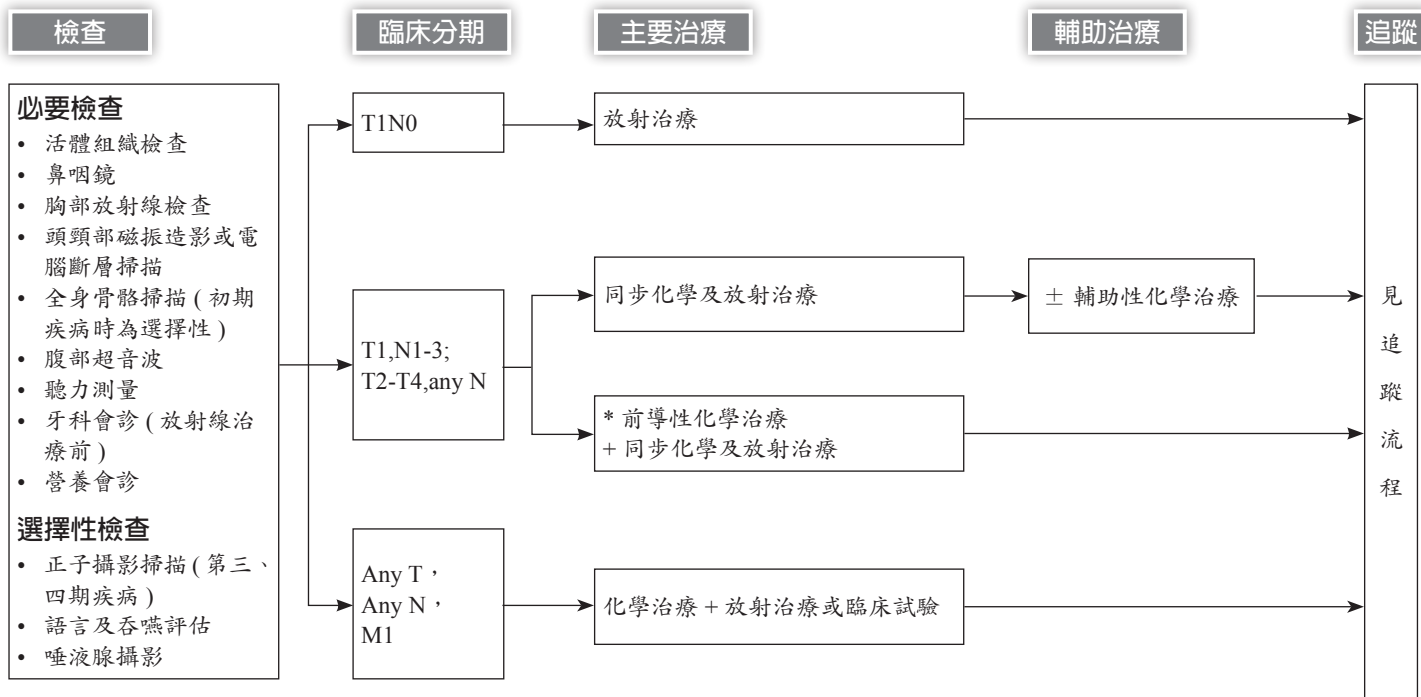 檢查
臨床分期
主要治療
輔助治療
追蹤
必要檢查
• 活體組織檢查
• 鼻咽鏡
• 胸部放射線檢查
• 頭頸部磁振造影或電
腦斷層掃描
• 全身骨骼掃描 ( 初期
疾病時為選擇性 )
• 腹部超音波
• 聽力測量
• 牙科會診 ( 放射線治
療前 )
• 營養會診
選擇性檢查
• 正子攝影掃描 ( 第三、
四期疾病 )
• 語言及吞嚥評估
• 唾液腺攝影
T1N0
放射治療
T1,N1-3;
T2-T4,any N
同步化學及放射治療
± 輔助性化學治療
* 前導性化學治療
+ 同步化學及放射治療
Any T，
Any N，
M1
化學治療 + 放射治療或臨床試驗
見
追
蹤
流
程